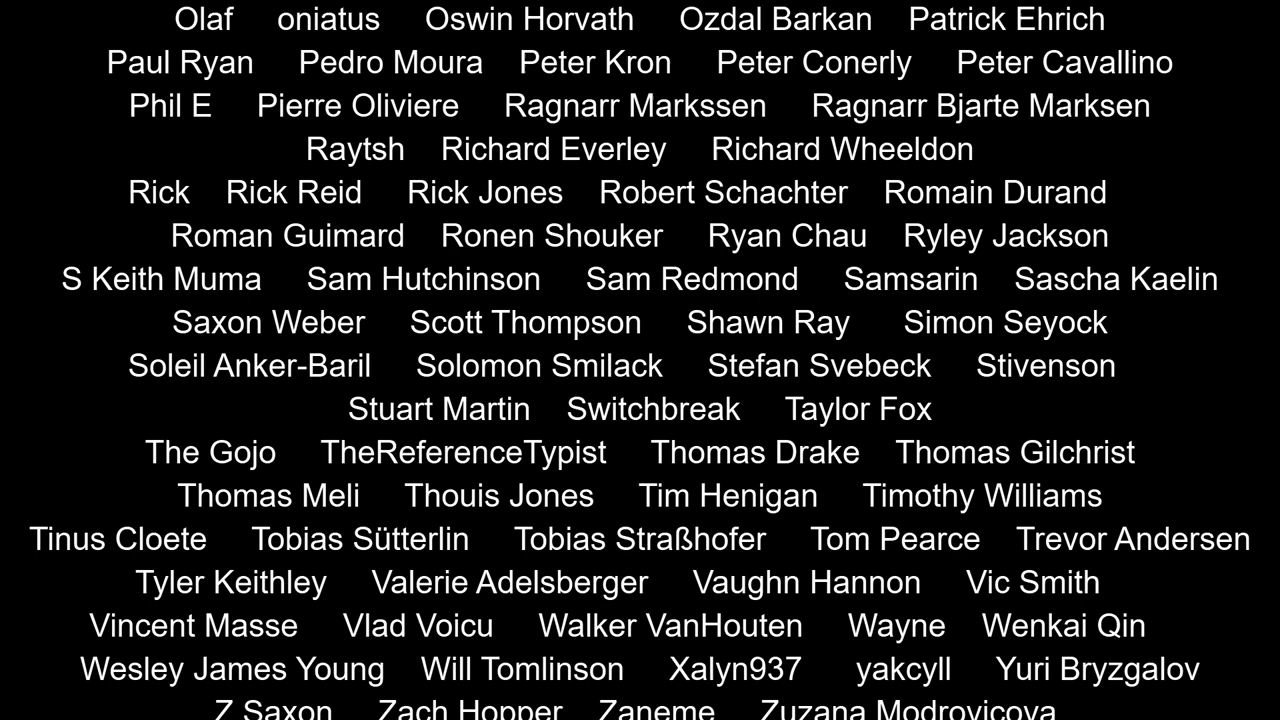 Olaf oniatus Oswin Horvath Ozdal Barkan Patrick Ehrich
Paul Ryan Pedro Moura Peter Kron Peter Conerly Peter Cavallino
Phil E Pierre Oliviere Ragnarr Markssen Ragnarr Bjarte Marksen
Raytsh Richard Everley Richard Wheeldon
Rick Rick Reid Rick Jones Robert Schachter Romain Durand
Roman Guimard Ronen Shouker Ryan Chau Ryley Jackson
S Keith Muma Sam Hutchinson Sam Redmond Samsarin Sascha Kaelin
Saxon Weber Scott Thompson Shawn Ray Simon Seyock
Soleil Anker-Baril Solomon Smilack Stefan Svebeck Stivenson
Stuart Martin Switchbreak Taylor Fox
The Gojo TheReferenceTypist Thomas Drake Thomas Gilchrist
Thomas Meli Thouis Jones Tim Henigan Timothy Williams
Tinus Cloete Tobias Sütterlin Tobias Straßhofer Tom Pearce Trevor Andersen
Tyler Keithley Valerie Adelsberger Vaughn Hannon Vic Smith
Vincent Masse Vlad Voicu Walker VanHouten Wayne Wenkai Qin
Wesley James Young Will Tomlinson Xalyn937 yakcyll Yuri Bryzgalov
Z Saxon Zach Hopper Zaneme Zuzana Modrovicova